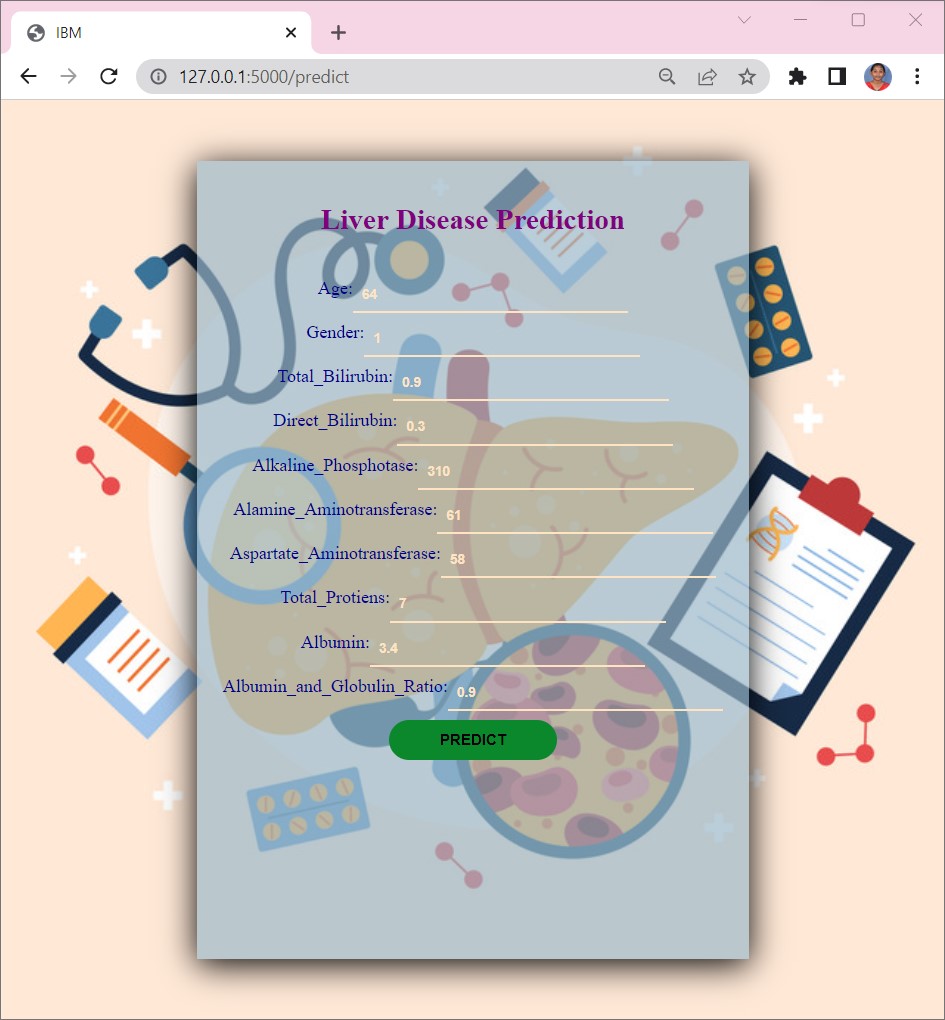 IBM
127.0.0.1:5000/predict
Liver Disease Prediction
Age: 64
Gender: 1
Total_Bilirubin: 0.9
Direct_Bilirubin: 0.3
Alkaline_Phosphotase: 310
Alamine_Aminotransferase: 61
Aspartate_Aminotransferase: 58
Total_Protiens: 7
Albumin: 3.4
Albumin_and_Globulin_Ratio: 0.9
PREDICT